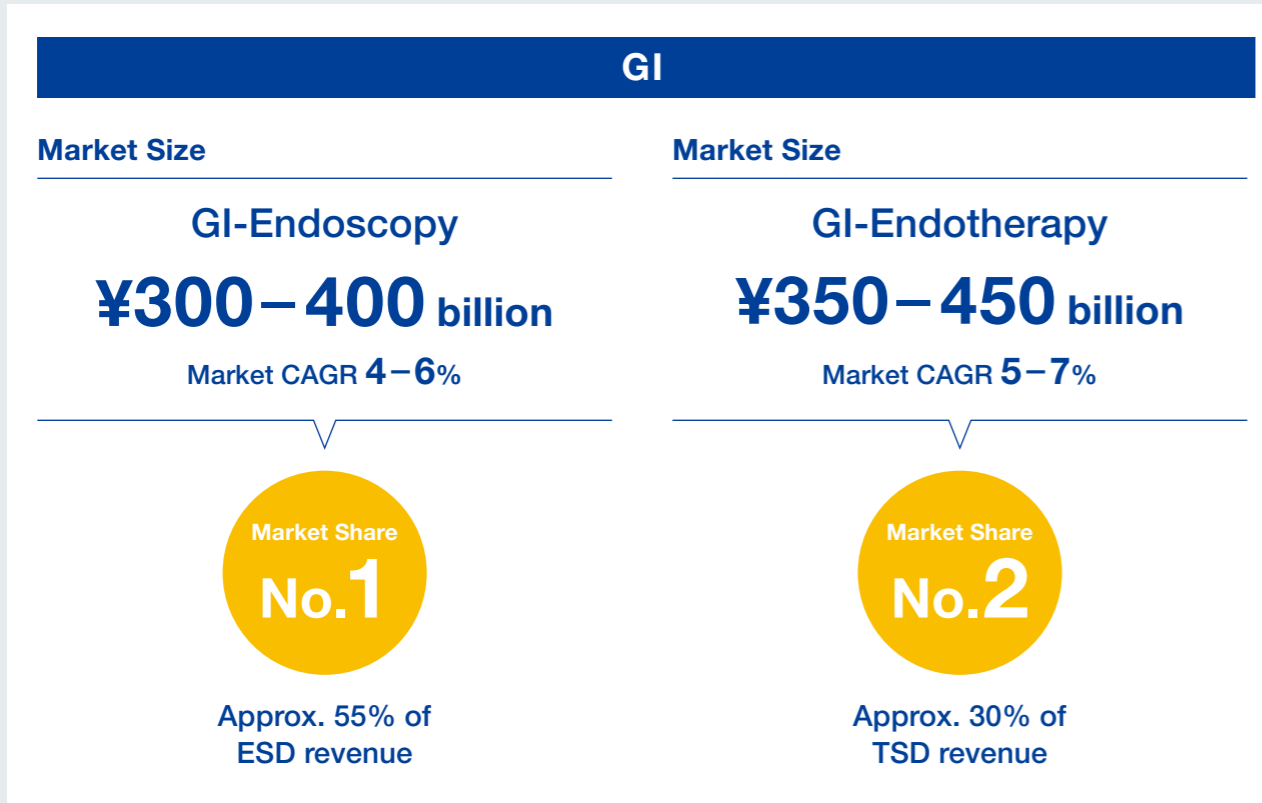 GI
Market Size
GI-Endoscopy
¥300–400 billion
Market CAGR 4–6%
Market Share
No.1
Approx. 55% of
ESD revenue
Market Size
GI-Endotherapy
¥350–450 billion
Market CAGR 5–7%
Market Share
No.2
Approx. 30% of
TSD revenue